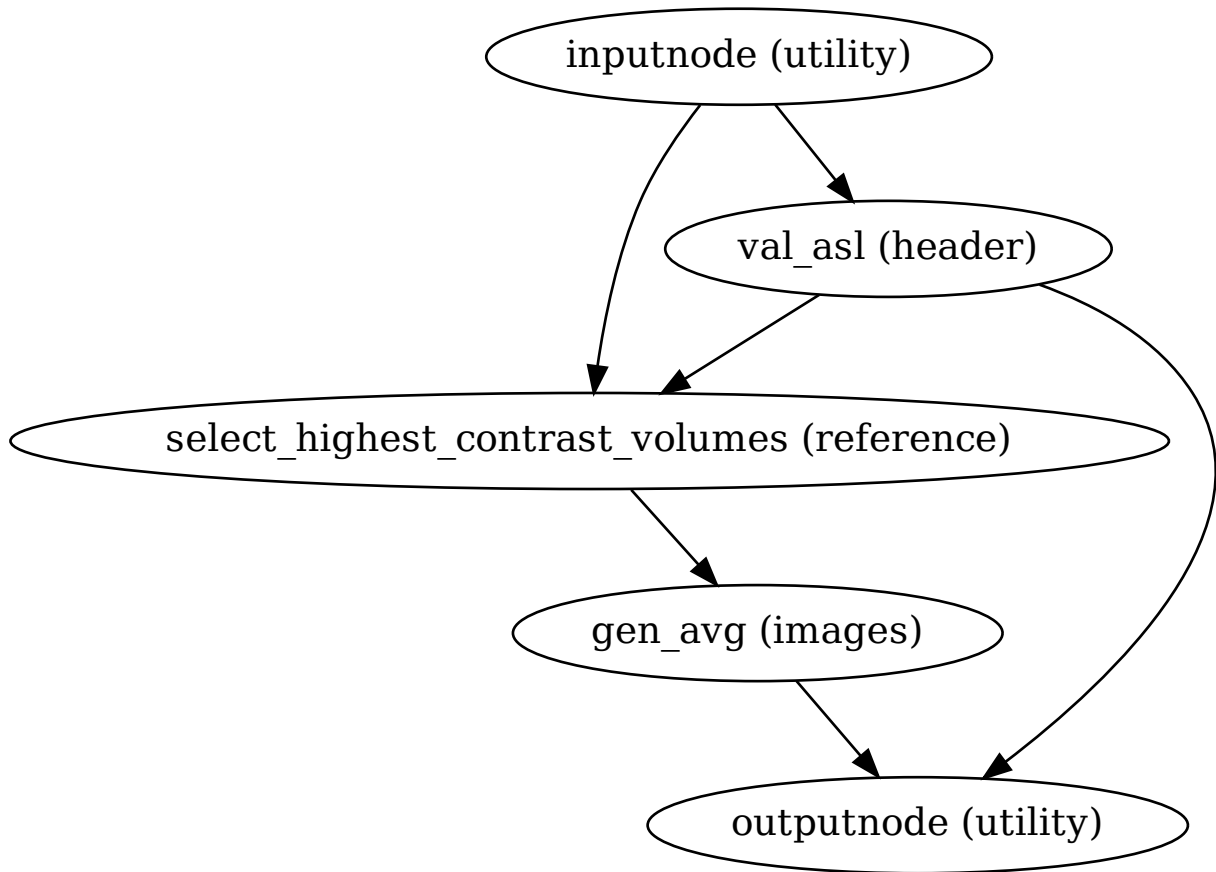 inputnode (utility)
val_asl (header)
select_highest_contrast_volumes (reference)
gen_avg (images)
outputnode (utility)